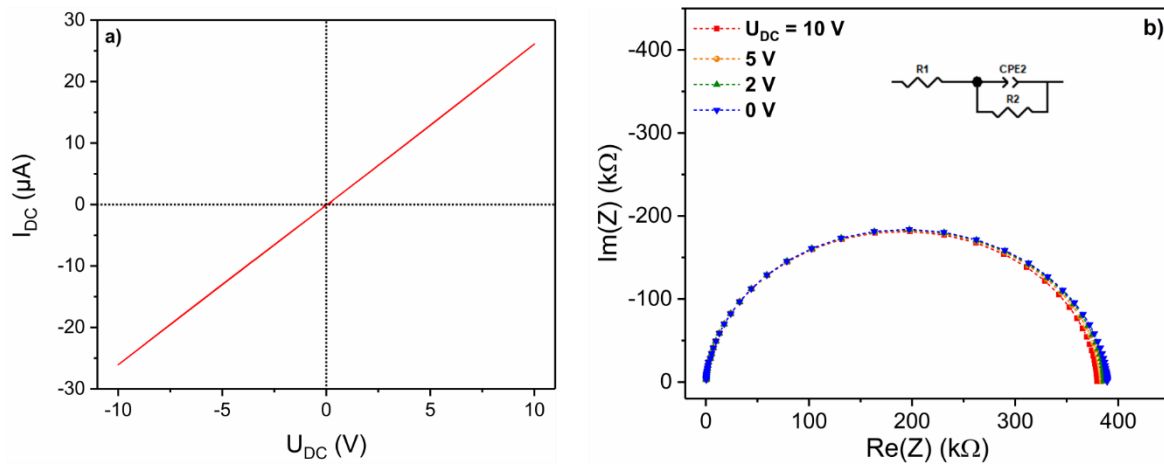 a)
30
20
10
0
-10
-20
-30
I_DC (µA)
-10
-5
0
5
10
U_DC (V)
b)
U_DC = 10 V
5 V
2 V
0 V
R1
CPE2
R2
-400
-300
-200
-100
0
Im(Z) (kΩ)
0
100
200
300
400
Re(Z) (kΩ)